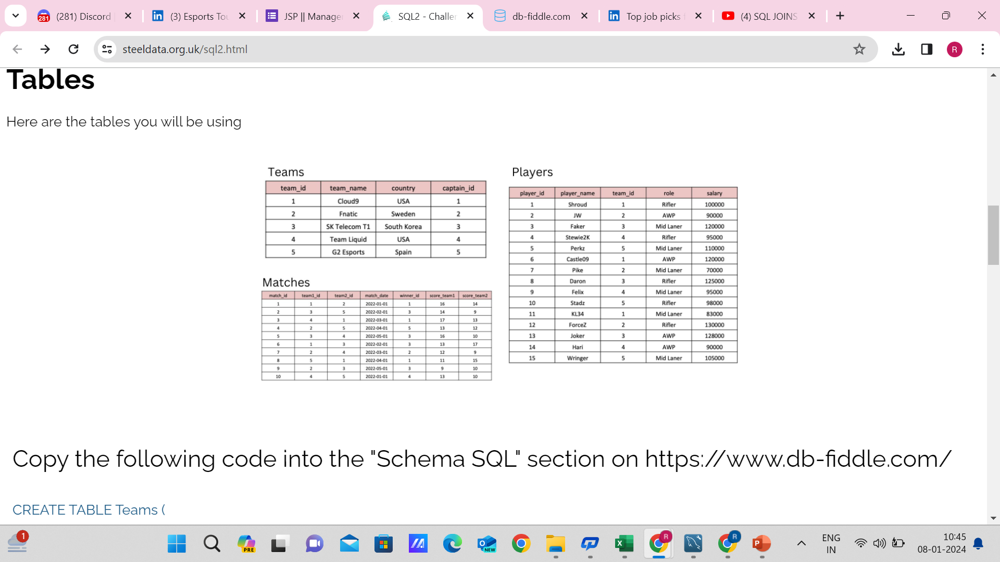 281
(281) Discord
(3) Esports Tou
JSP || Manage
SQL2 - Challen
db-fiddle.com
Top job picks f
(4) SQL JOINS
steeldata.org.uk/sql2.html
R
Tables
Here are the tables you will be using
Teams
team_id team_name country captain_id
1 Cloud9 USA 1
2 Fnatic Sweden 2
3 SK Telecom T1 South Korea 3
4 Team Liquid USA 4
5 G2 Esports Spain 5
Matches
match_id team1_id team2_id match_date winner_id score_team1 score_team2
1 1 2 2022-01-01 1 16 14
2 3 5 2022-02-01 3 14 9
3 4 1 2022-03-01 1 17 13
4 2 5 2022-04-01 5 13 12
5 3 4 2022-05-01 3 16 10
6 1 3 2022-02-01 3 13 17
7 2 4 2022-03-01 2 12 9
8 5 1 2022-04-01 1 11 15
9 2 3 2022-05-01 3 9 10
10 4 5 2022-01-01 4 13 10
Players
player_id player_name team_id role salary
1 Shroud 1 Rifler 100000
2 JW 2 AWP 90000
3 Faker 3 Mid Laner 120000
4 Stewie2K 4 Rifler 95000
5 Perkz 5 Mid Laner 110000
6 Castle09 1 AWP 120000
7 Pike 2 Mid Laner 70000
8 Daron 3 Rifler 125000
9 Felix 4 Mid Laner 95000
10 Stadz 5 Rifler 98000
11 KL34 1 Mid Laner 83000
12 ForceZ 2 Rifler 130000
13 Joker 3 AWP 128000
14 Hari 4 AWP 90000
15 Wringer 5 Mid Laner 105000
Copy the following code into the "Schema SQL" section on https://www.db-fiddle.com/
CREATE TABLE Teams (
1
PRE
NEW
R
R
ENG
IN
10:45
08-01-2024